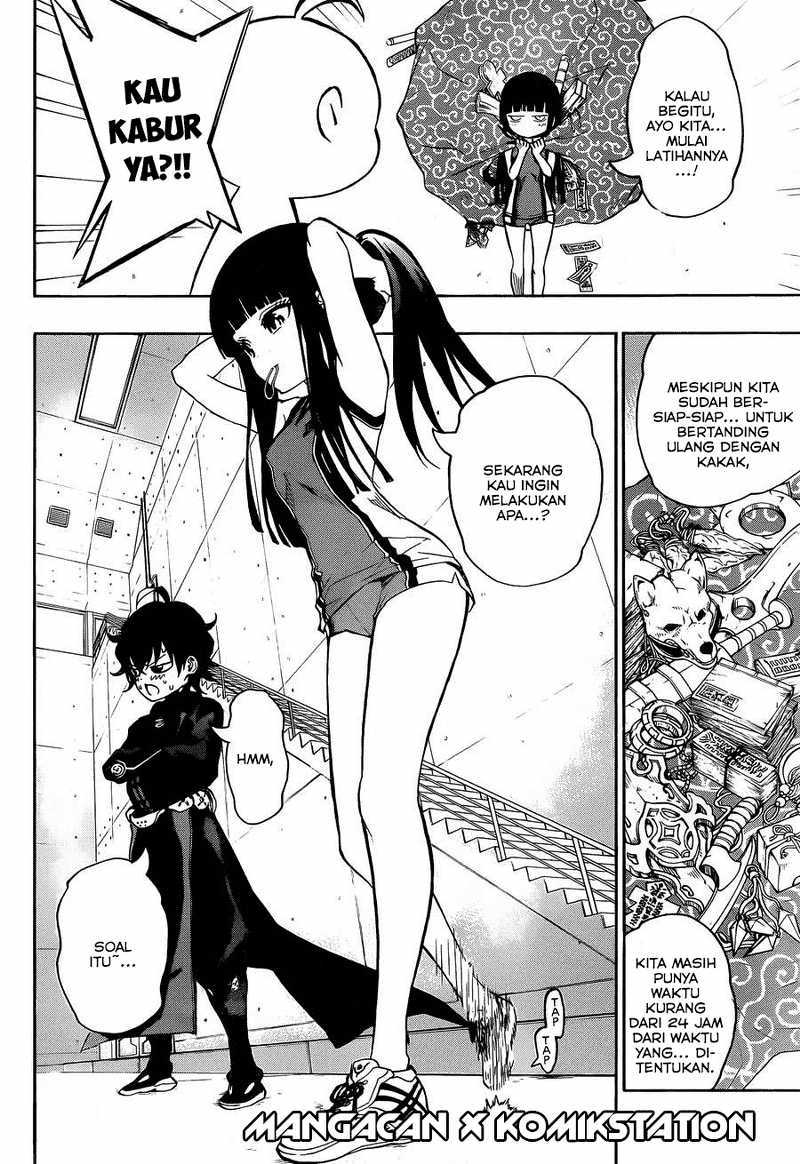 KALAU
BEGITU,
AYO KITA...
MULAI
LATIHANNYA
...!
KAU
KABUR
YA?!!
MESKIPUN KITA
SUDAH BER-
SIAP-SIAP... UNTUK
BERTANDING
ULANG DENGAN
KAKAK,
KITA MASIH
PUNYA
WAKTU
KURANG
DARI 24 JAM
DARI WAKTU
YANG... DI-
TENTUKAN.
SEKARANG
KAU INGIN
MELAKUKAN
APA...?
HMM,
SOAL
ITU~...
TAP
TAP
MANGACAN X KOMIKSTATION